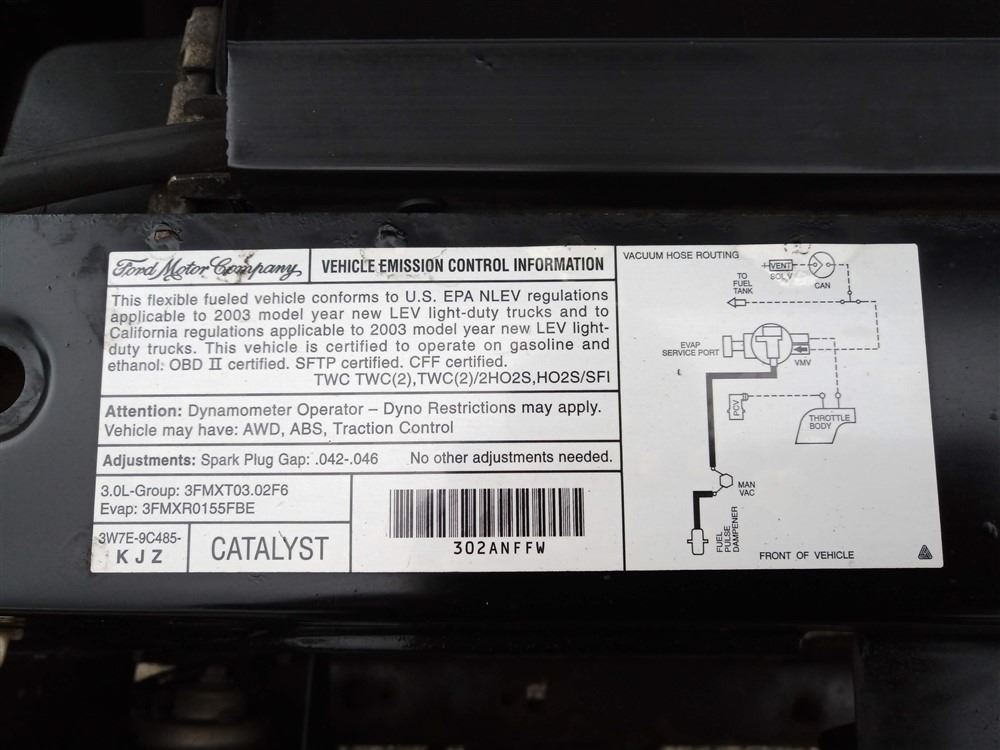 Ford Motor Company
VEHICLE EMISSION CONTROL INFORMATION
This flexible fueled vehicle conforms to U.S. EPA NLEV regulations
applicable to 2003 model year new LEV light-duty trucks and to
California regulations applicable to 2003 model year new LEV light-
duty trucks. This vehicle is certified to operate on gasoline and
ethanol. OBD II certified. SFTP certified. CFF certified.
TWC TWC(2),TWC(2)/2HO2S,HO2S/SFI
Attention: Dynamometer Operator – Dyno Restrictions may apply.
Vehicle may have: AWD, ABS, Traction Control
Adjustments: Spark Plug Gap: .042-.046 No other adjustments needed.
3.0L-Group: 3FMXT03.02F6
Evap: 3FMXR0155FBE
3W7E-9C485-
KJZ
CATALYST
302ANFFW
VACUUM HOSE ROUTING
VENT
SOL V
CAN
TO
FUEL
TANK
EVAP
SERVICE PORT
VMV
PCV
THROTTLE
BODY
MAN
VAC
FUEL
PULSE
DAMPENER
FRONT OF VEHICLE